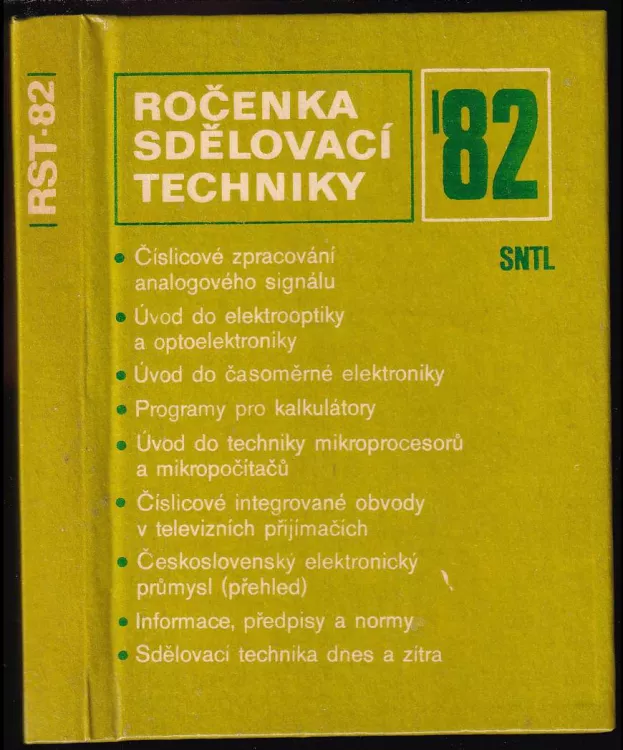 RST-82
ROČENKA
SDĚLOVACÍ
TECHNIKY
'82
SNTL
• Číslicové zpracování
analogového signálu
• Úvod do elektrooptiky
a optoelektroniky
• Úvod do časoměrné elektroniky
• Programy pro kalkulátory
• Úvod do techniky mikroprocesorů
a mikropočítačů
• Číslicové integrované obvody
v televizních přijímačích
• Československý elektronický
průmysl (přehled)
• Informace, předpisy a normy
• Sdělovací technika dnes a zítra